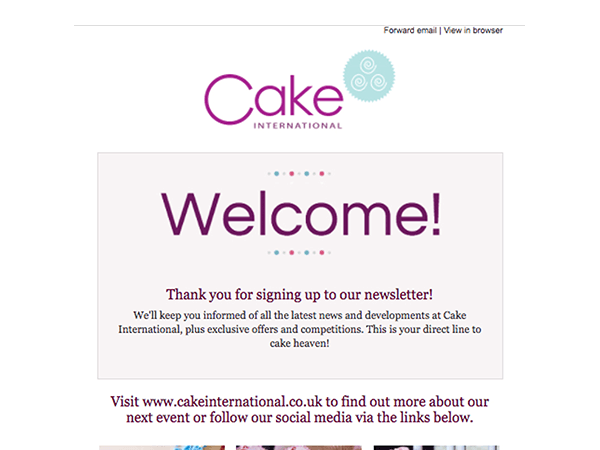 Forward email | View in browser
Cake
INTERNATIONAL
Welcome!
Thank you for signing up to our newsletter!
We'll keep you informed of all the latest news and developments at Cake
International, plus exclusive offers and competitions. This is your direct line to
cake heaven!
Visit www.cakeinternational.co.uk to find out more about our
next event or follow our social media via the links below.